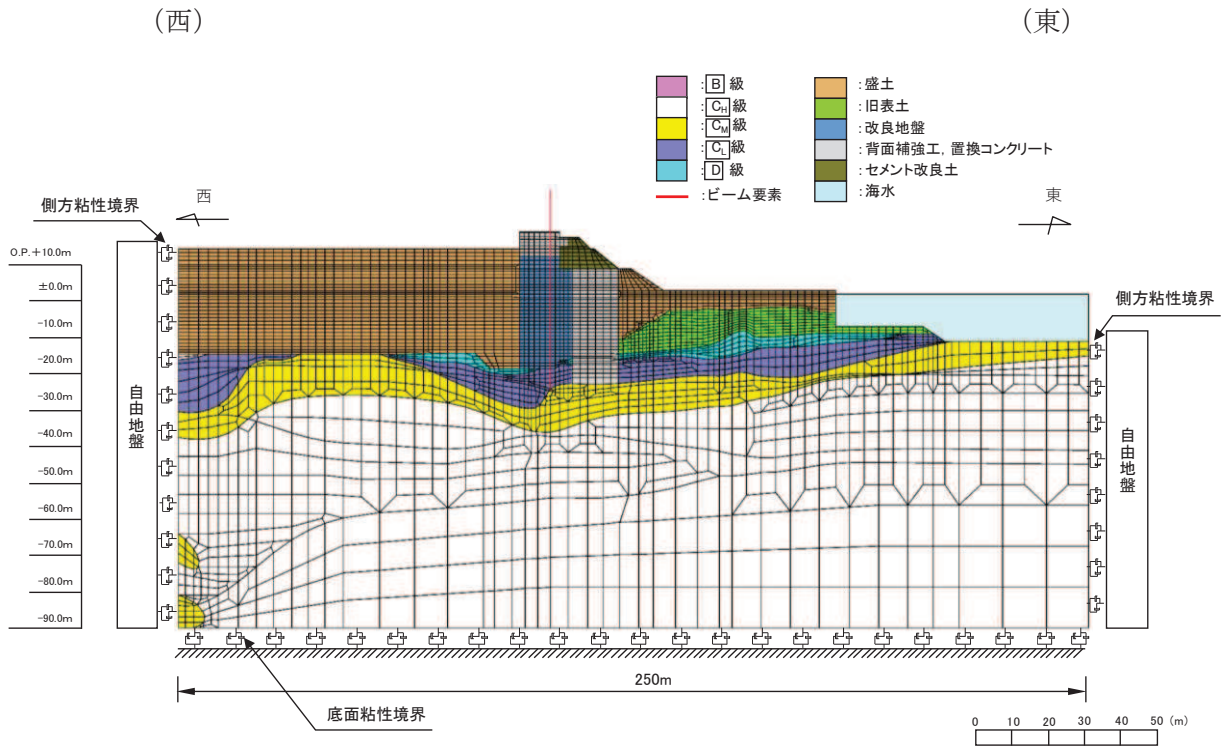 （西）
（東）
:B 級
:CH級
:CM級
:CL級
:D 級
:ビーム要素
:盛土
:旧表土
:改良地盤
:背面補強工, 置換コンクリート
:セメント改良土
:海水
西
東
側方粘性境界
側方粘性境界
O.P.+10.0m
±0.0m
-10.0m
-20.0m
-30.0m
-40.0m
-50.0m
-60.0m
-70.0m
-80.0m
-90.0m
自由地盤
自由地盤
250m
底面粘性境界
0 10 20 30 40 50 (m)